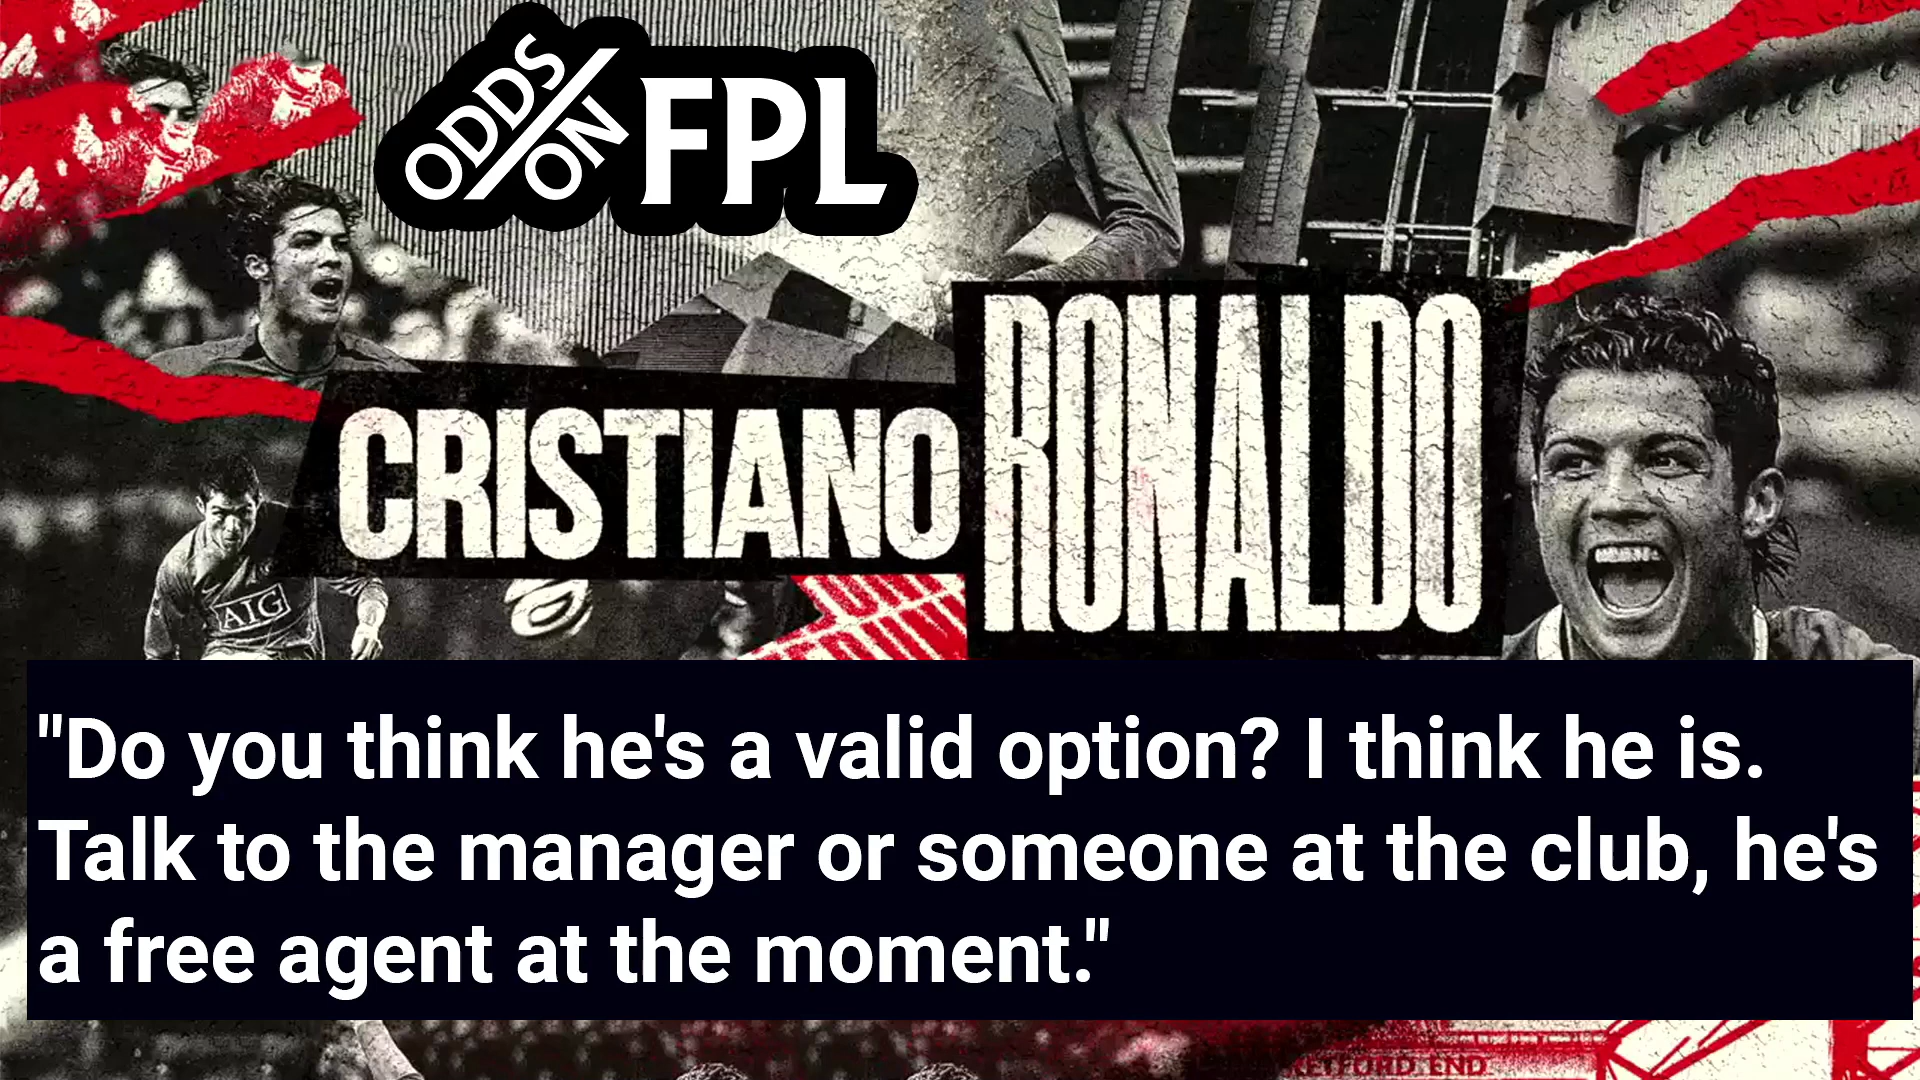 ODDS
ON
FPL
CRISTIANO
RONALDO
AIG
"Do you think he's a valid option? I think he is.
Talk to the manager or someone at the club, he's
a free agent at the moment."
RETFORD END